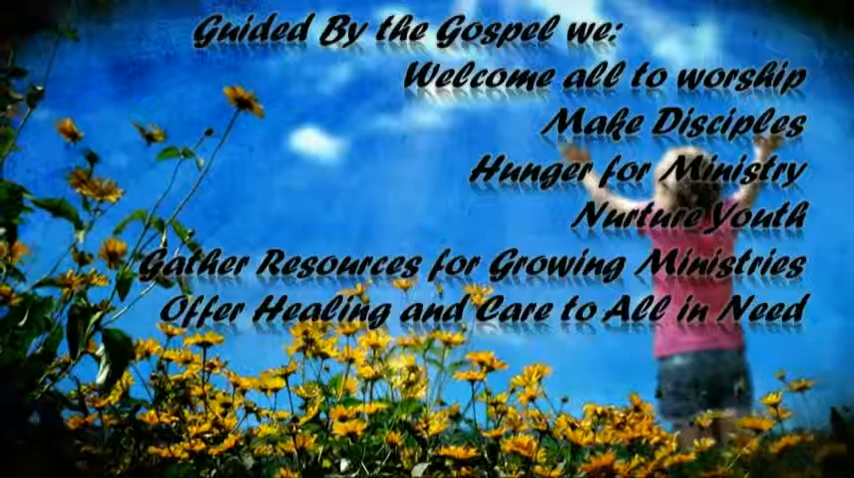 Guided By the Gospel we:
Welcome all to worship
Make Disciples
Hunger for Ministry
Nurture Youth
Gather Resources for Growing Ministries
Offer Healing and Care to All in Need